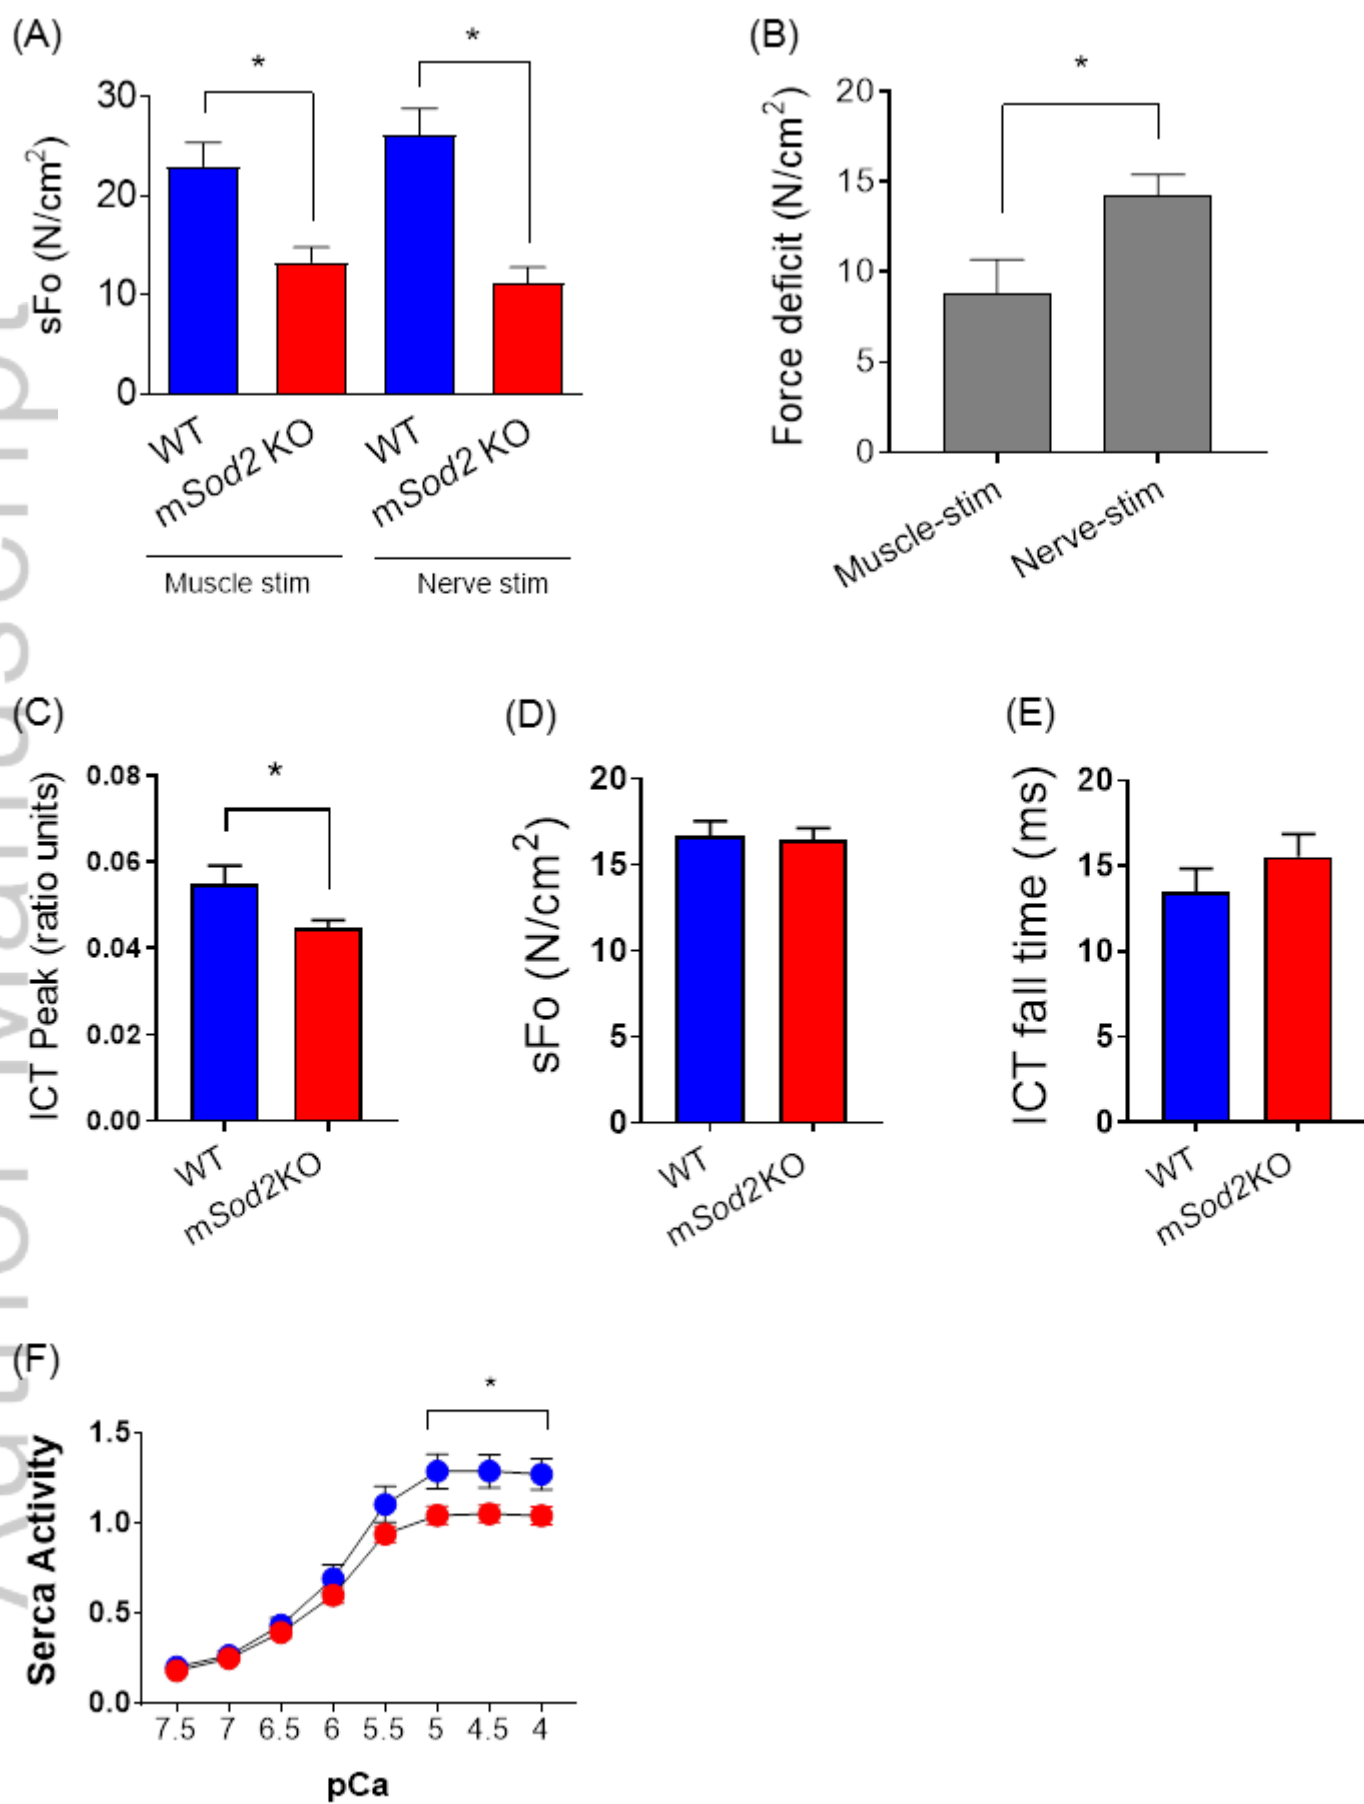 (A)
*
*
30
20
10
0
sFo (N/cm²)
WT
mSod2 KO
WT
mSod2 KO
Muscle stim
Nerve stim
(B)
*
20
15
10
5
0
Force deficit (N/cm²)
Muscle-stim
Nerve-stim
(C)
*
0.08
0.06
0.04
0.02
0.00
ICT Peak (ratio units)
WT
mSod2KO
(D)
20
15
10
5
0
sFo (N/cm²)
WT
mSod2KO
(E)
20
15
10
5
0
ICT fall time (ms)
WT
mSod2KO
(F)
*
1.5
1.0
0.5
0.0
Serca Activity
7.5 7 6.5 6 5.5 5 4.5 4
pCa
Author Manuscript